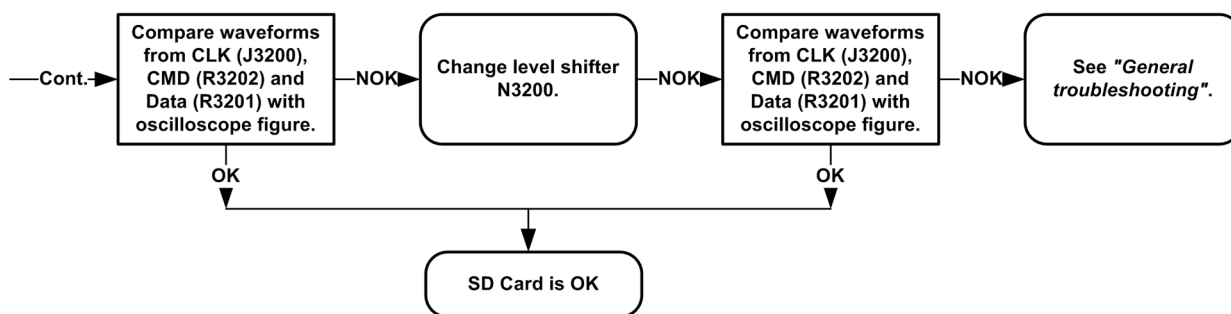 Cont.
Compare waveforms
from CLK (J3200),
CMD (R3202) and
Data (R3201) with
oscilloscope figure.
NOK
Change level shifter
N3200.
NOK
Compare waveforms
from CLK (J3200),
CMD (R3202) and
Data (R3201) with
oscilloscope figure.
NOK
See "General
troubleshooting".
OK
OK
SD Card is OK